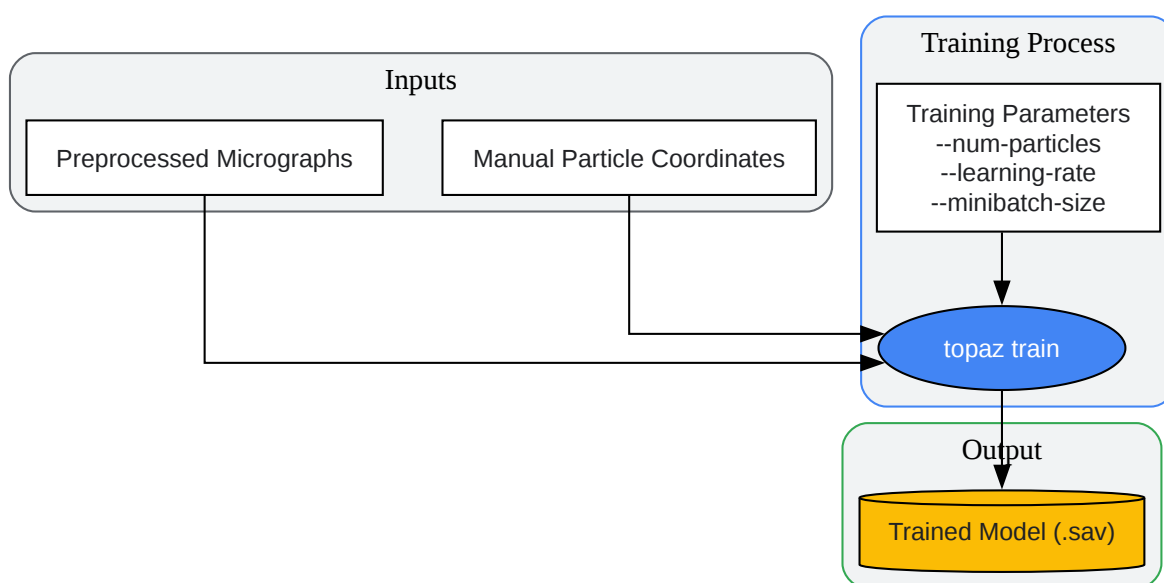 Inputs
Preprocessed Micrographs
Manual Particle Coordinates
Training Process
Training Parameters
--num-particles
--learning-rate
--minibatch-size
topaz train
Output
Trained Model (.sav)